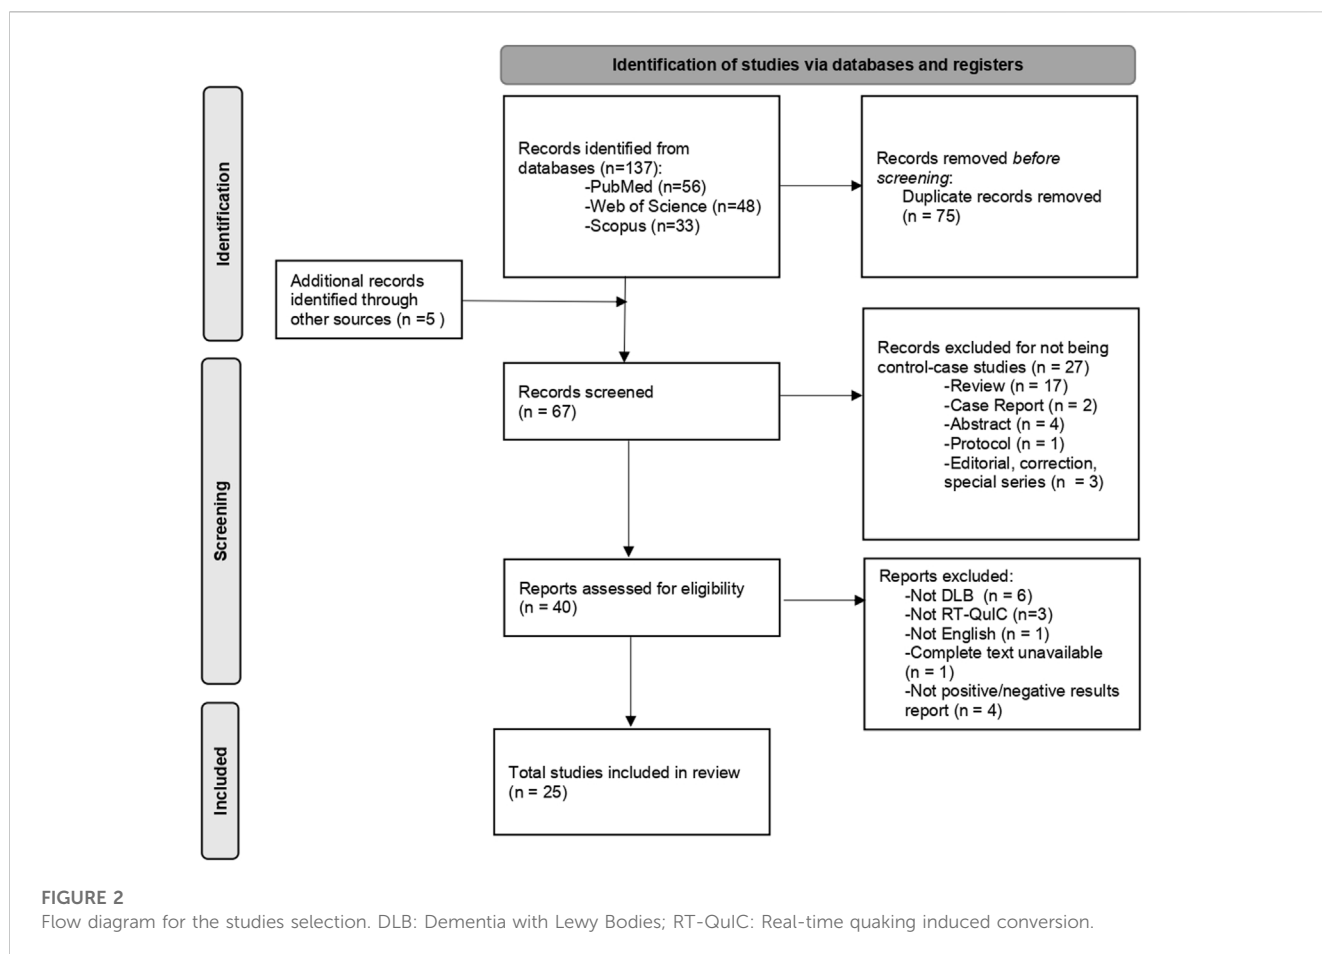 Identification of studies via databases and registers
Identification
Records identified from
databases (n=137):
-PubMed (n=56)
-Web of Science (n=48)
-Scopus (n=33)
Records removed before
screening:
Duplicate records removed
(n = 75)
Additional records
identified through
other sources (n =5 )
Screening
Records screened
(n = 67)
Records excluded for not being
control-case studies (n = 27)
-Review (n = 17)
-Case Report (n = 2)
-Abstract (n = 4)
-Protocol (n = 1)
-Editorial, correction,
special series (n  = 3)
Reports assessed for eligibility
(n = 40)
Reports excluded:
-Not DLB  (n = 6)
-Not RT-QuIC (n=3)
-Not English (n = 1)
-Complete text unavailable
(n = 1)
-Not positive/negative results
report (n = 4)
Included
Total studies included in review
(n = 25)
FIGURE 2
Flow diagram for the studies selection. DLB: Dementia with Lewy Bodies; RT-QuIC: Real-time quaking induced conversion.